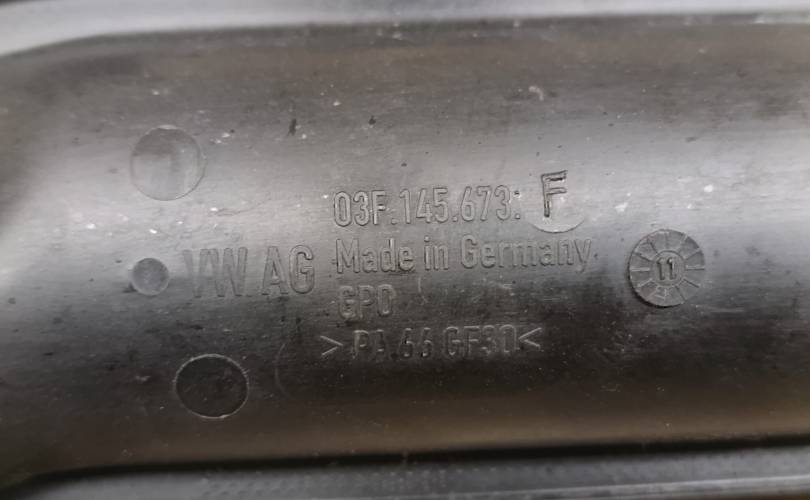 03F.145.673. F
VW.AG
Made in Germany
GPO
> PA 66 GF30 <
11